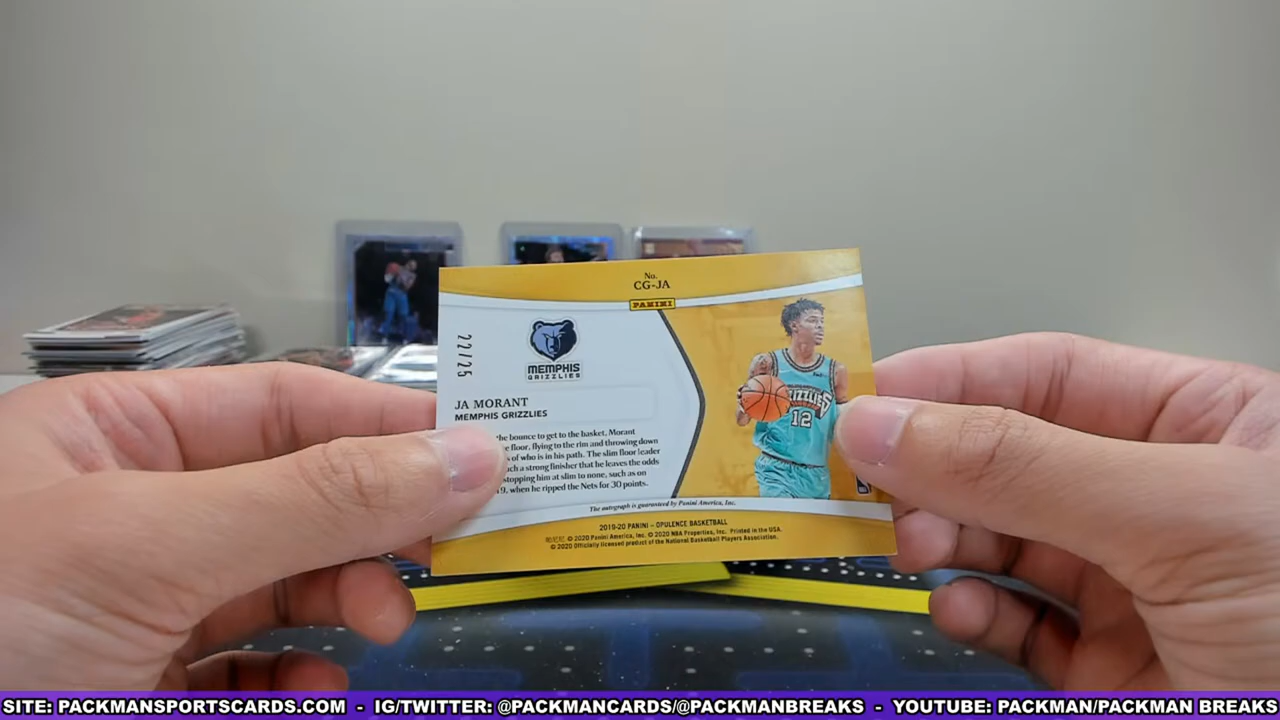 No.
CG-JA
PANINI
22/25
MEMPHIS
GRIZZLIES
JA MORANT
MEMPHIS GRIZZLIES
the bounce to get to the basket, Morant
floor, flying to the rim and throwing down
of who is in his path. The slim floor leader
such a strong finisher that he leaves the odds
stopping him at slim to none, such as on
when he ripped the Nets for 30 points.
GRIZZLIES
12
The autograph is guaranteed by Panini America, Inc.
2019-20 PANINI – OPULENCE BASKETBALL
© 2020 Panini America, Inc. © 2020 NBA Properties, Inc. Printed in the USA.
© 2020 Officially licensed product of the National Basketball Players Association.
SITE: PACKMANSPORTSCARDS.COM - IG/TWITTER: @PACKMANCARDS/@PACKMANBREAKS - YOUTUBE: PACKMAN/PACKMAN BREAKS